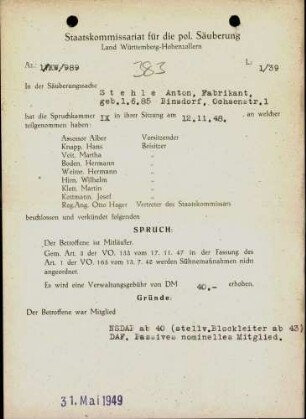 Staatskommissariat für die pol. Säuberung
Land Württemberg-Hohenzollern
Az. 1/KW/989
383
L: 1/39
In der Säuberungssache Stehle Anton, Fabrikant,
geb.1.6.85 Binsdorf, Ochsenstr.1
hat die Spruchkammer IX in ihrer Sitzung am 12.11.48. an welcher
teilgenommen haben:
Assessor Alber Vorsitzender
Knapp, Hans Beisitzer
Veit, Martha "
Boden, Hermann "
Weime, Hermann "
Hirn, Wilhelm "
Klett, Martin "
Kottmann, Josef "
Reg.Ang. Otto Hager Vertreter des Staatskommissars
beschlossen und verkündet folgenden
SPRUCH:
Der Betroffene ist Mitläufer.
Gem. Art. 3 der VO. 133 vom 17. 11. 47 in der Fassung des
Art. 1 der VO. 165 vom 13. 7. 48 werden Sühnemaßnahmen nicht
angeordnet.
Es wird eine Verwaltungsgebühr von DM 40.- erhoben.
Gründe:
Der Betroffene war Mitglied
NSDAP ab 40 (stellv.Blockleiter ab 43)
DAF. Passives nominelles Mitglied.
31. Mai 1949